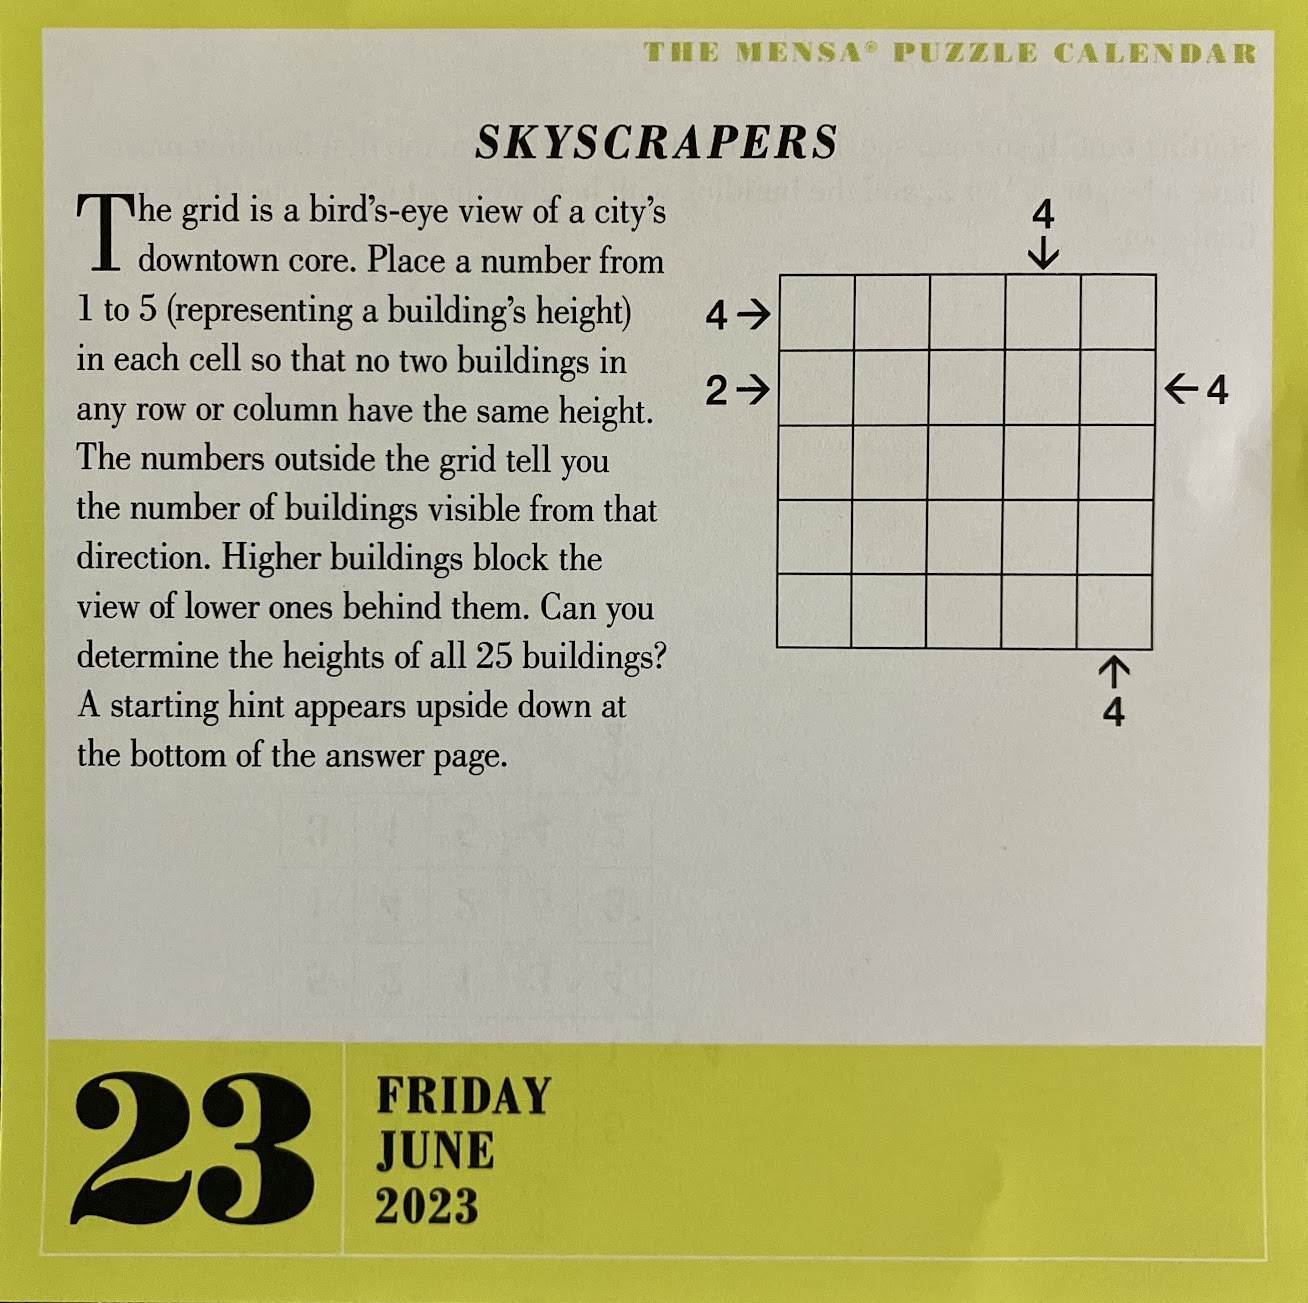 THE MENSA® PUZZLE CALENDAR
SKYSCRAPERS
The grid is a bird's-eye view of a city's
downtown core. Place a number from
1 to 5 (representing a building's height)
in each cell so that no two buildings in
any row or column have the same height.
The numbers outside the grid tell you
the number of buildings visible from that
direction. Higher buildings block the
view of lower ones behind them. Can you
determine the heights of all 25 buildings?
A starting hint appears upside down at
the bottom of the answer page.
4
↓
4→
2→ ←4
↑
4
23
FRIDAY
JUNE
2023